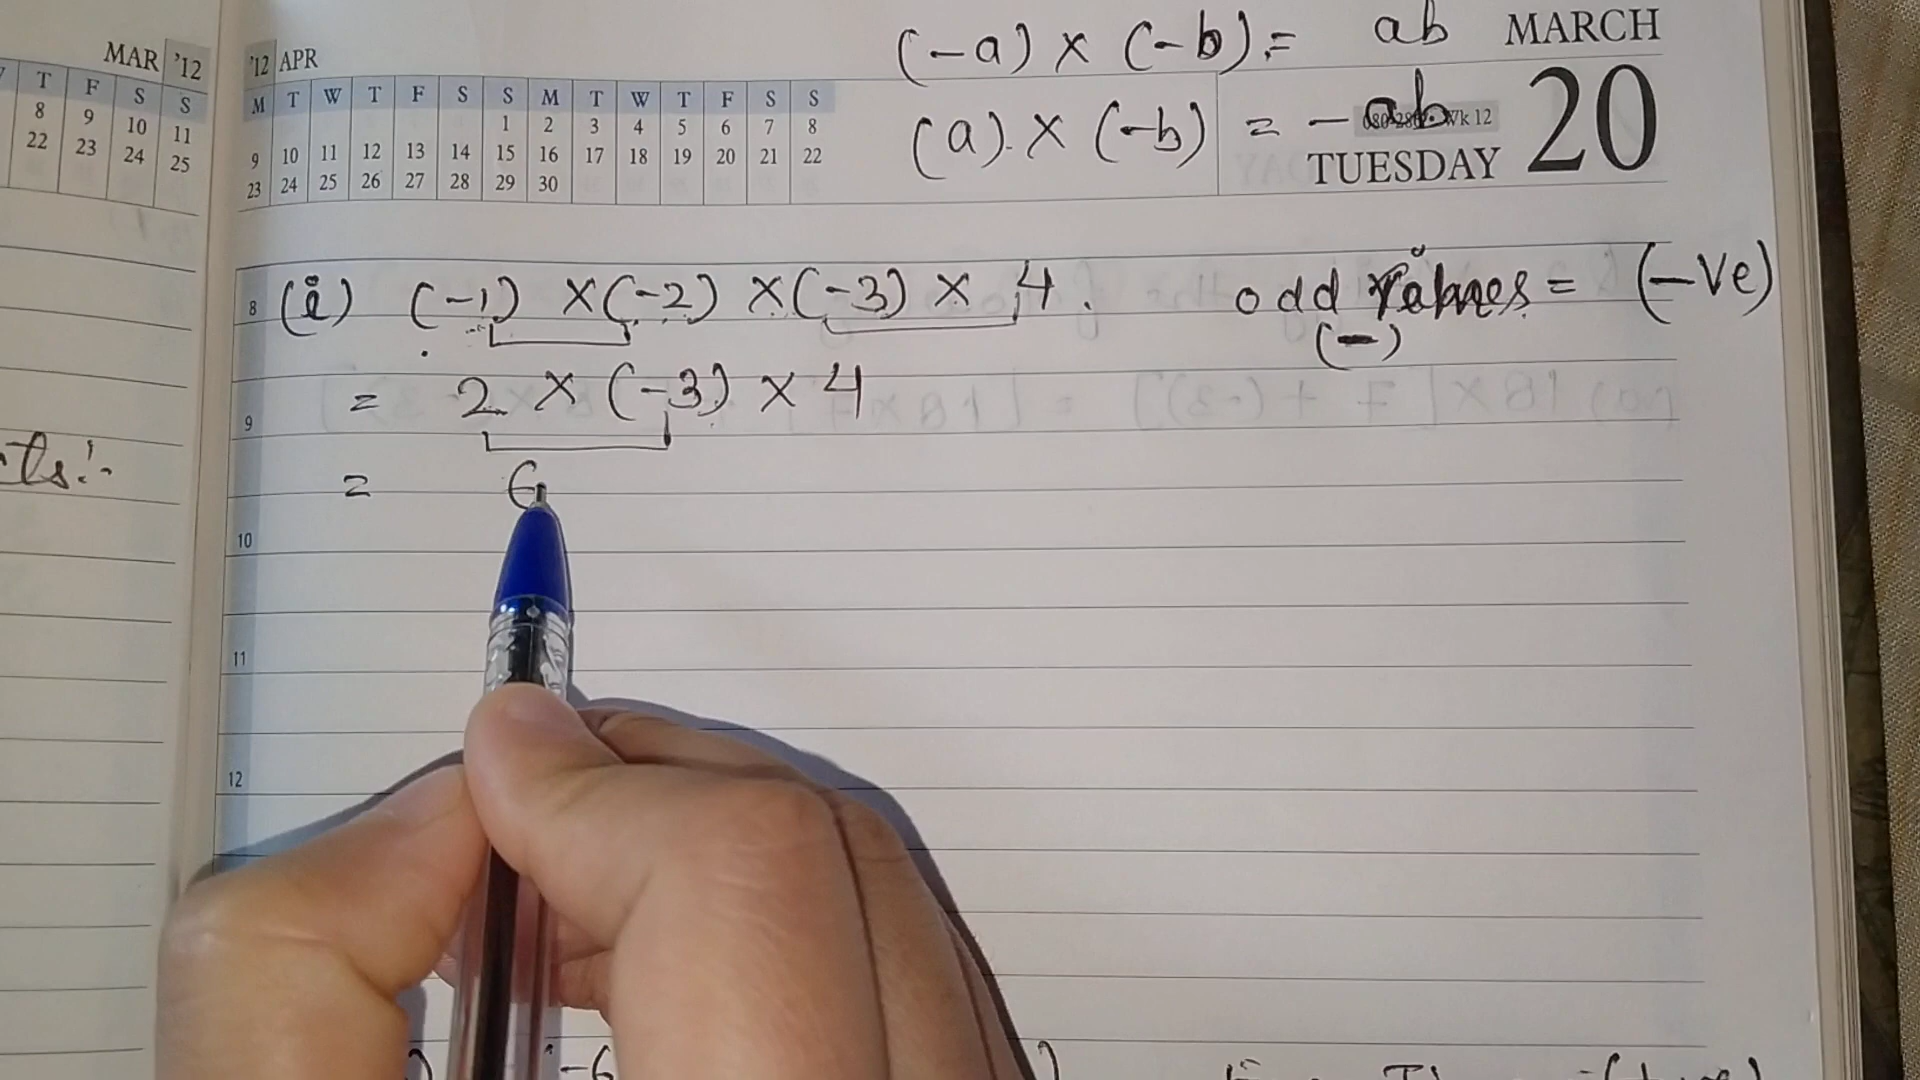 MAR '12
T F S S
8 9 10 11
22 23 24 25
'12 APR
M T W T F S S M T W T F S S
1 2 3 4 5 6 7 8
9 10 11 12 13 14 15 16 17 18 19 20 21 22
23 24 25 26 27 28 29 30
(-a) × (-b) = ab
(a) × (-b) = - ab
MARCH
Wk 12
TUESDAY 20
8 (i) (-1) × (-2) × (-3) × 4. odd = (-ve)
(-)
= 2 × (-3) × 4
9
= 6
10
11
12
-6